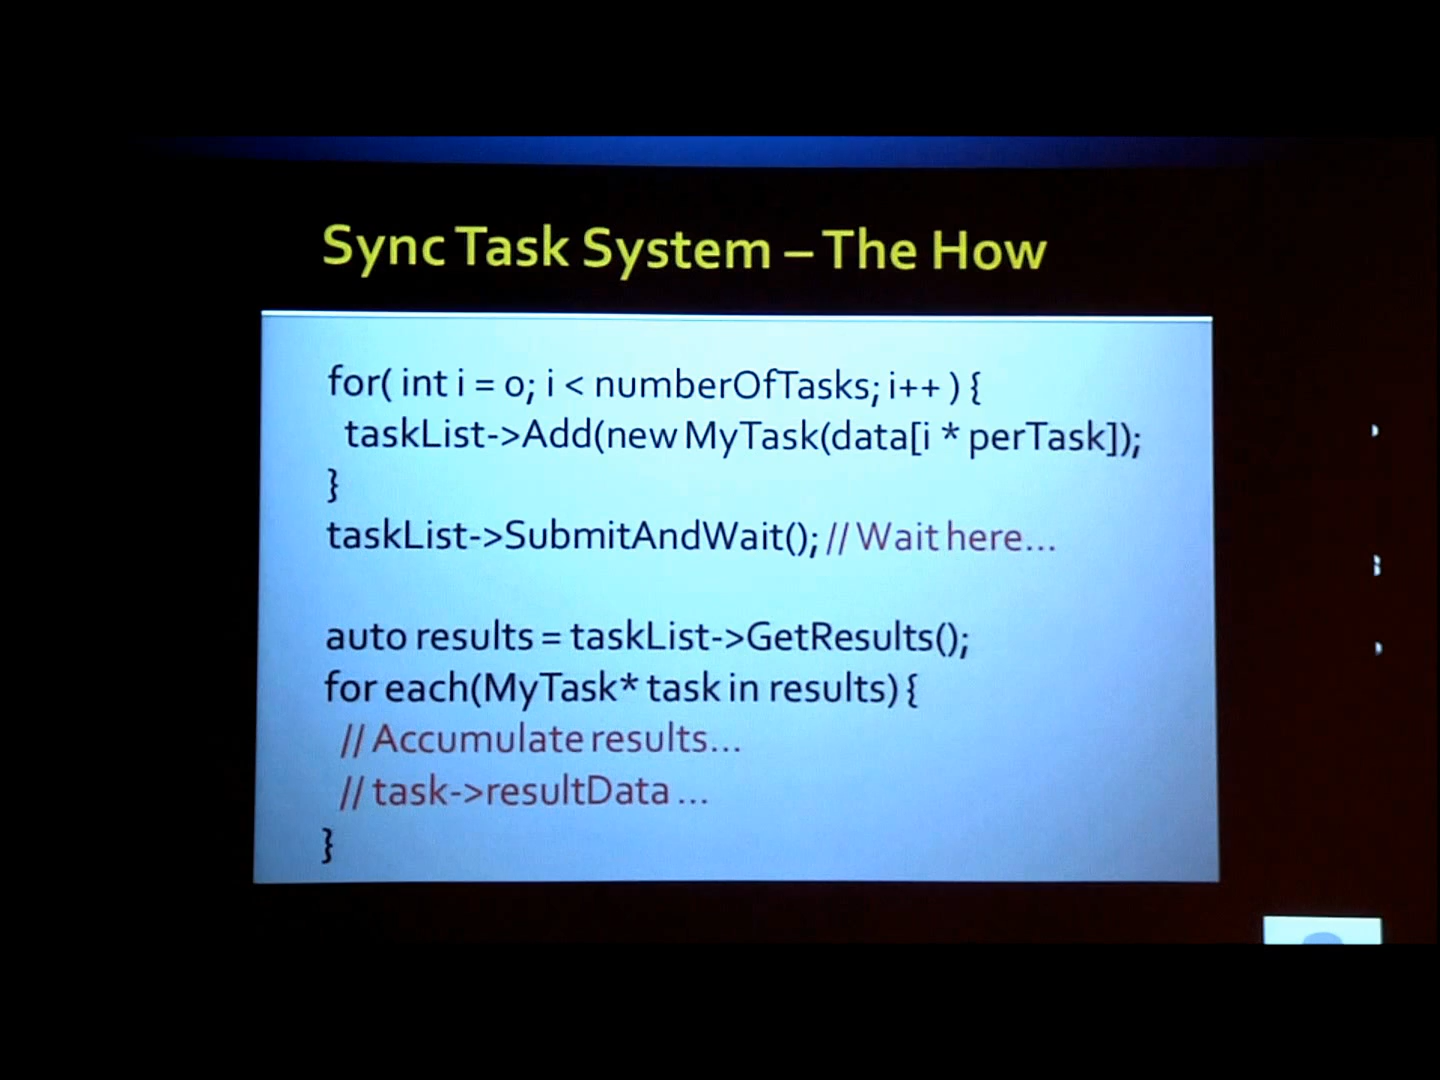 Sync Task System – The How
for( int i = 0; i < numberOfTasks; i++ ) {
taskList->Add(new MyTask(data[i * perTask]);
}
taskList->SubmitAndWait(); // Wait here...
auto results = taskList->GetResults();
for each(MyTask* task in results) {
// Accumulate results...
// task->resultData ...
}